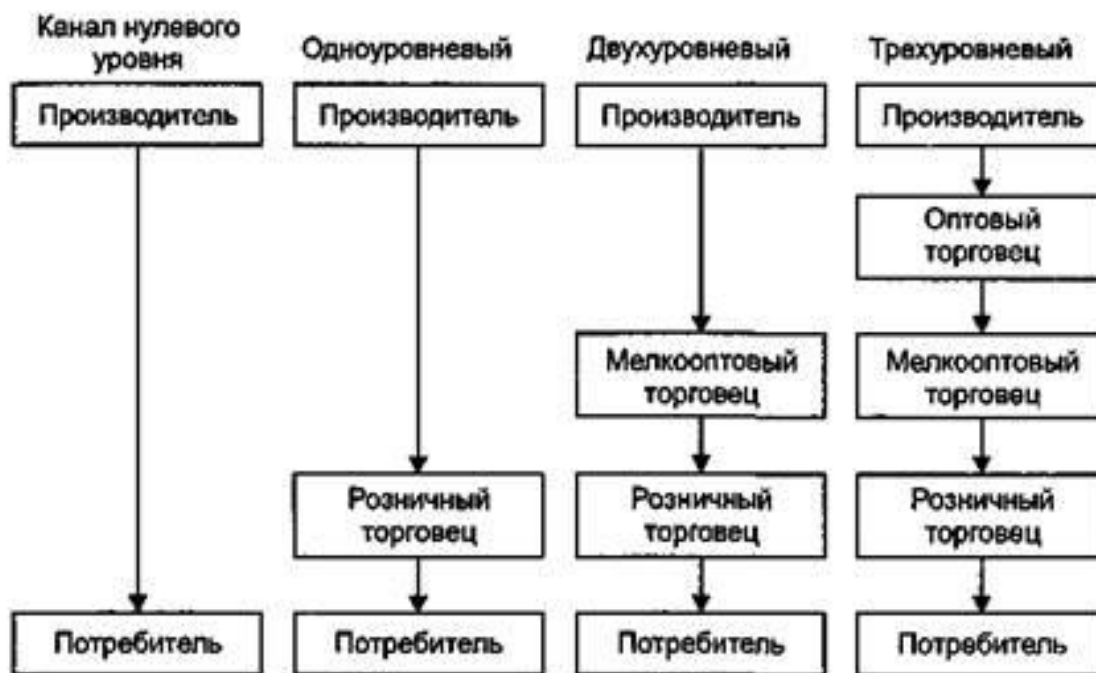 Канал нулевого
уровня
Одноуровневый
Двухуровневый
Трехуровневый
Производитель
Производитель
Производитель
Производитель
Оптовый
торговец
Мелкооптовый
торговец
Мелкооптовый
торговец
Розничный
торговец
Розничный
торговец
Розничный
торговец
Потребитель
Потребитель
Потребитель
Потребитель